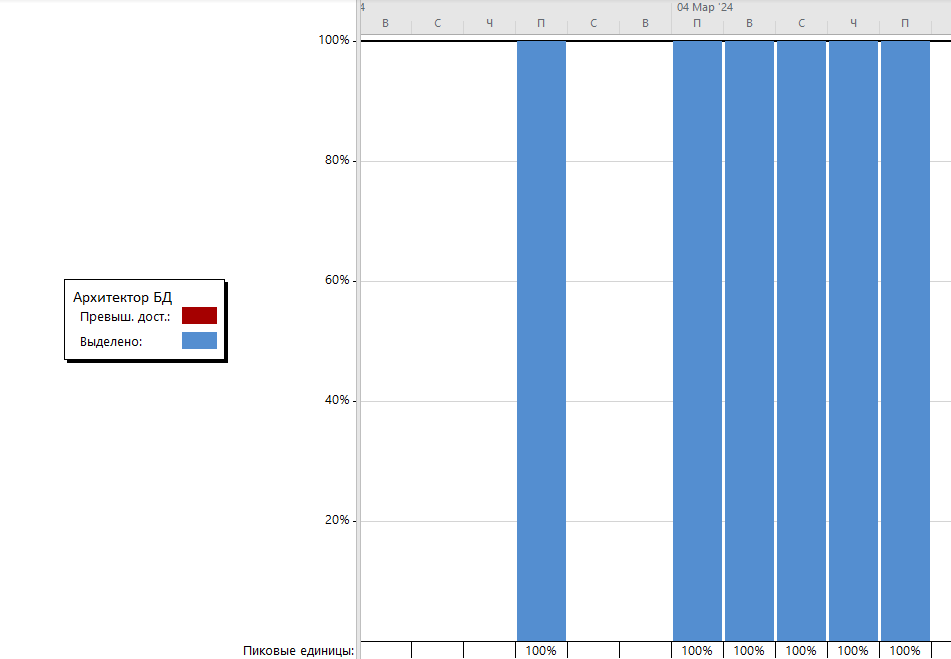 4 04 Мар '24
В С Ч П С В П В С Ч П
100%
80%
60%
Архитектор БД
Превыш. дост.:
Выделено:
40%
20%
Пиковые единицы: 100% 100% 100% 100% 100% 100%